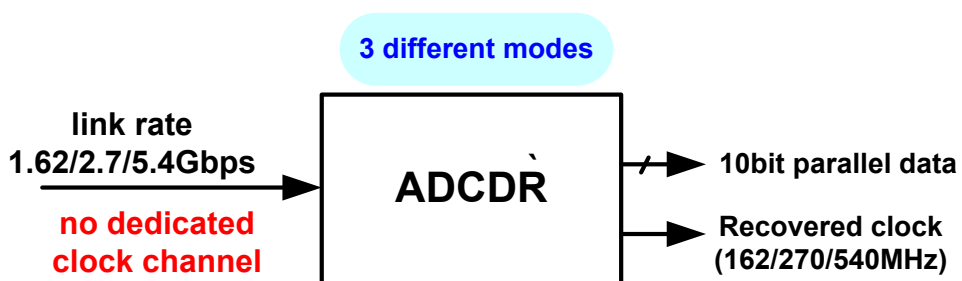 3 different modes
link rate
1.62/2.7/5.4Gbps
no dedicated
clock channel
ADCDR`
10bit parallel data
Recovered clock
(162/270/540MHz)